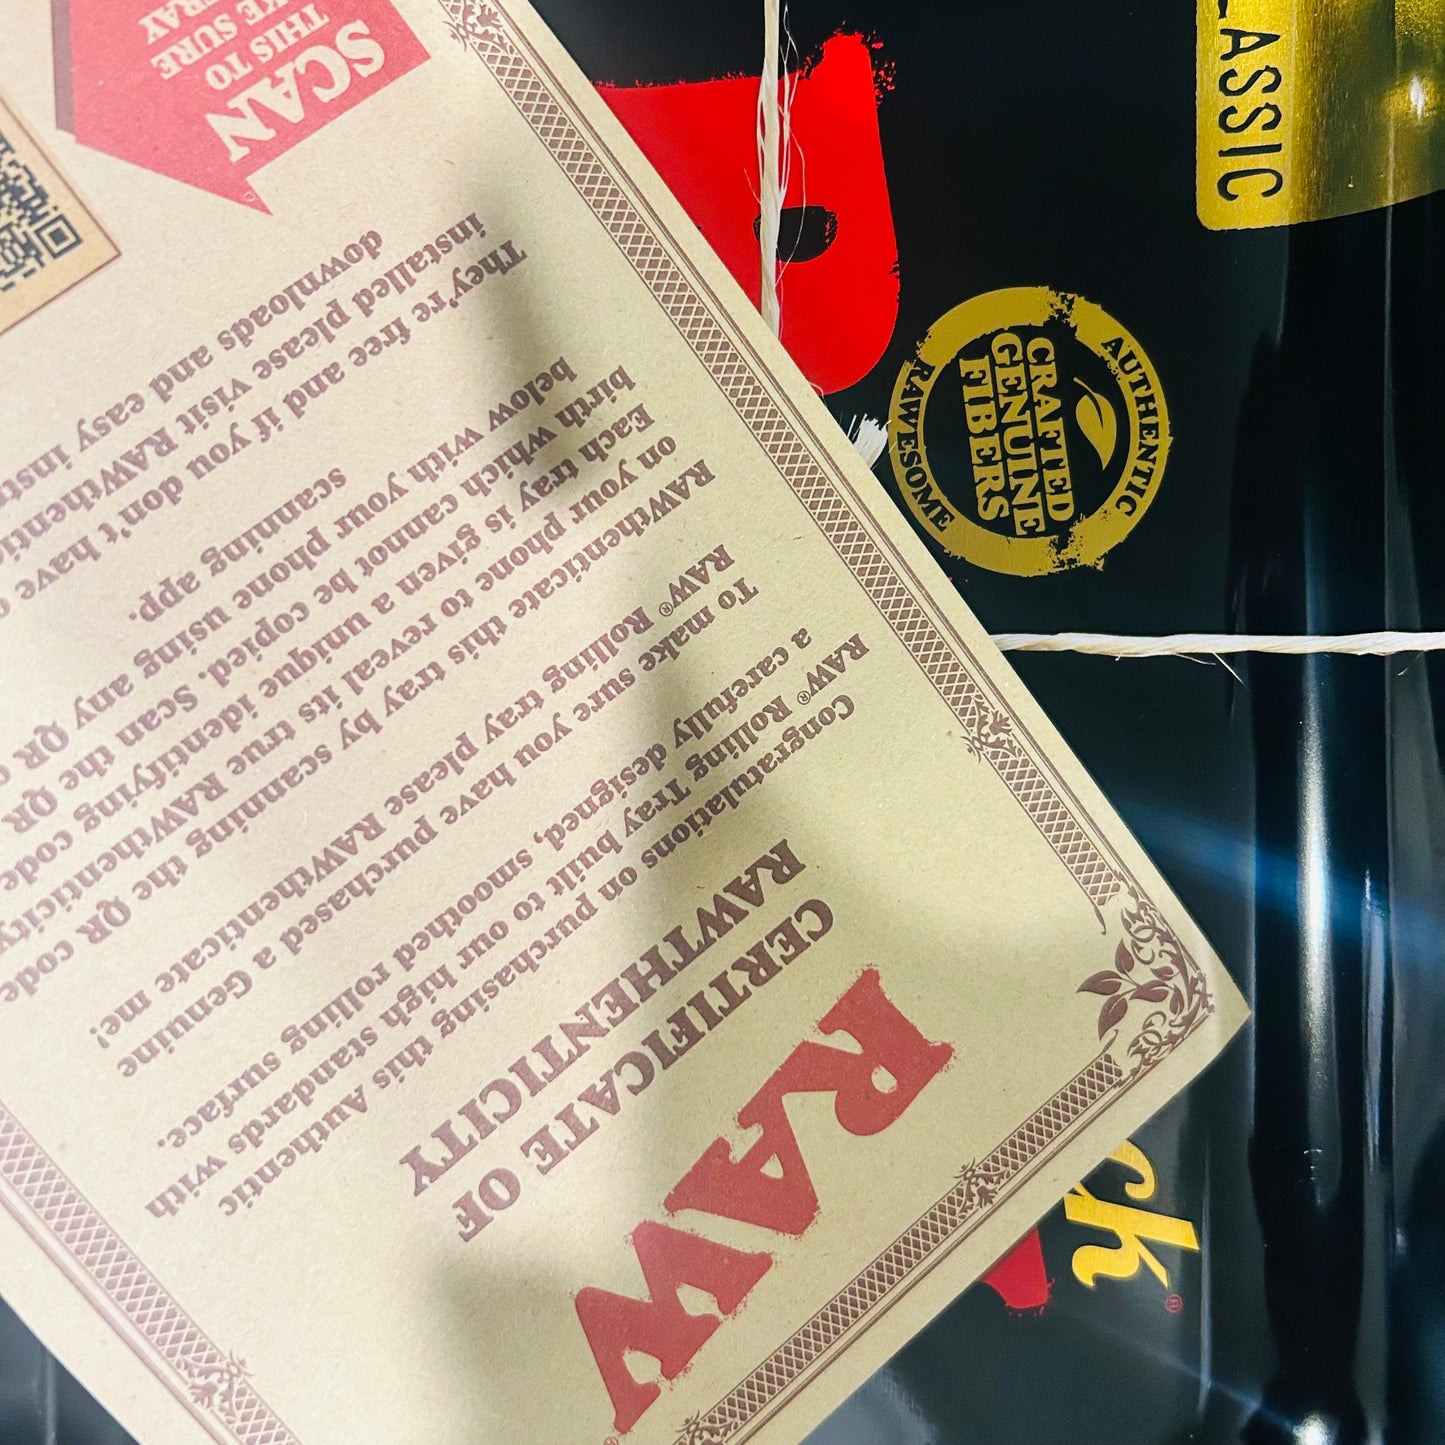 RAW
CERTIFICATE OF
RAWTHENTICITY
Congratulations on purchasing this Authentic
RAW® Rolling Tray built to our high standards with
a carefully designed, smoothed rolling surface.
To make sure you have purchased a Genuine
RAW® Rolling tray please RAWthenticate me!
RAWthenticate this tray by scanning the QR code
on your phone to reveal its true RAWthenticity
Each tray is given a unique identifying code
birth which cannot be copied. Scan the QR
below with your phone using any QR
scanning app.
They're free and if you don't have
installed please visit RAWthentic
downloads and easy instr
SCAN
THIS TO
KE SURE
TRAY
CLASSIC
AUTHENTIC
CRAFTED
GENUINE
FIBERS
RAWESOME
ck®